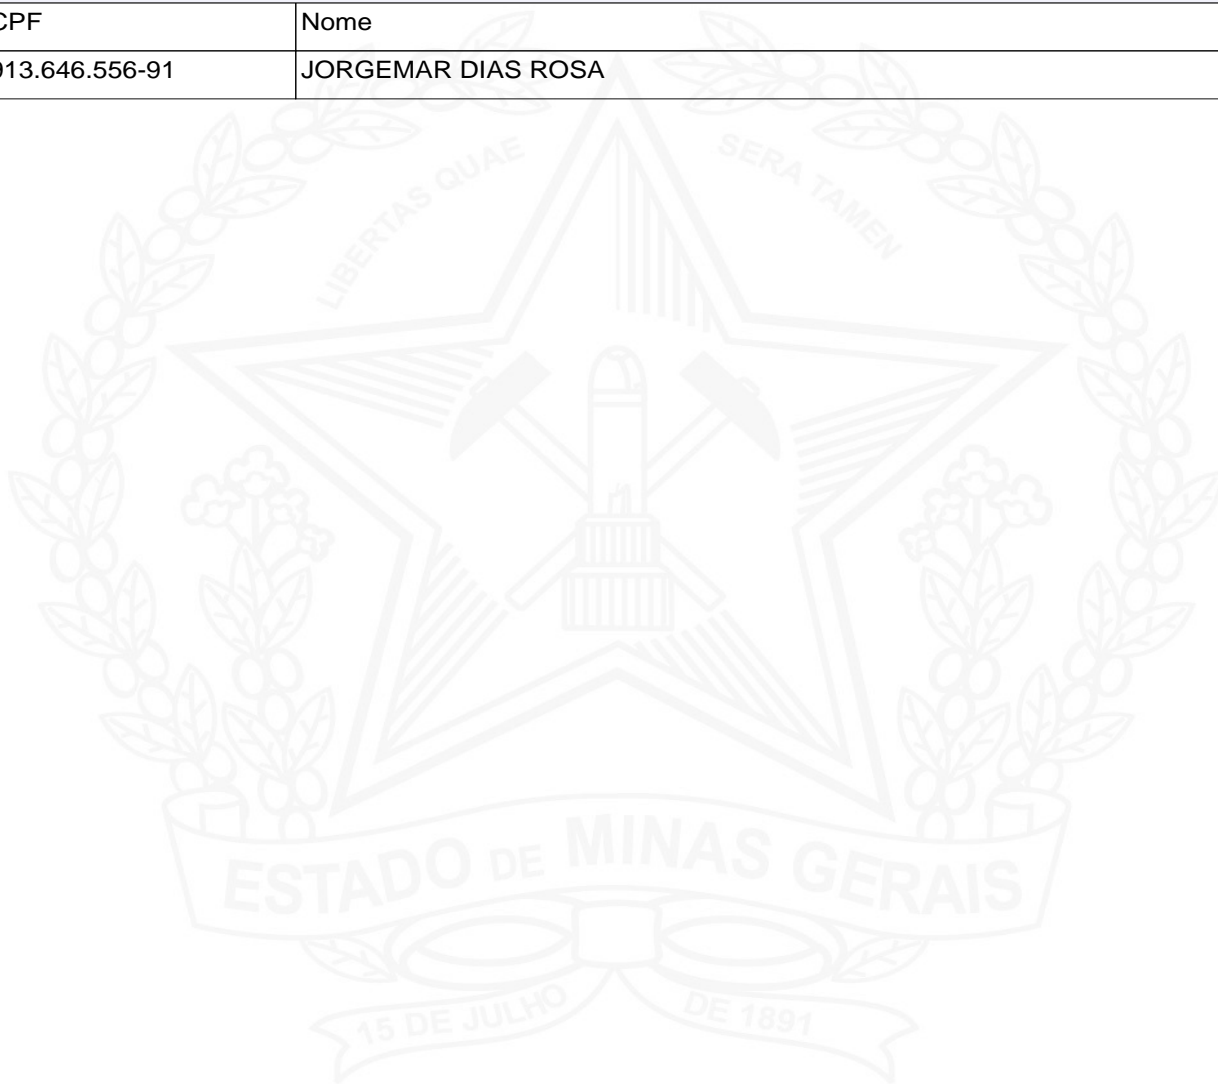 CPF Nome
913.646.556-91 JORGEMAR DIAS ROSA
LIBERTAS QUAE SERA TAMEN
ESTADO DE MINAS GERAIS
15 DE JULHO DE 1891